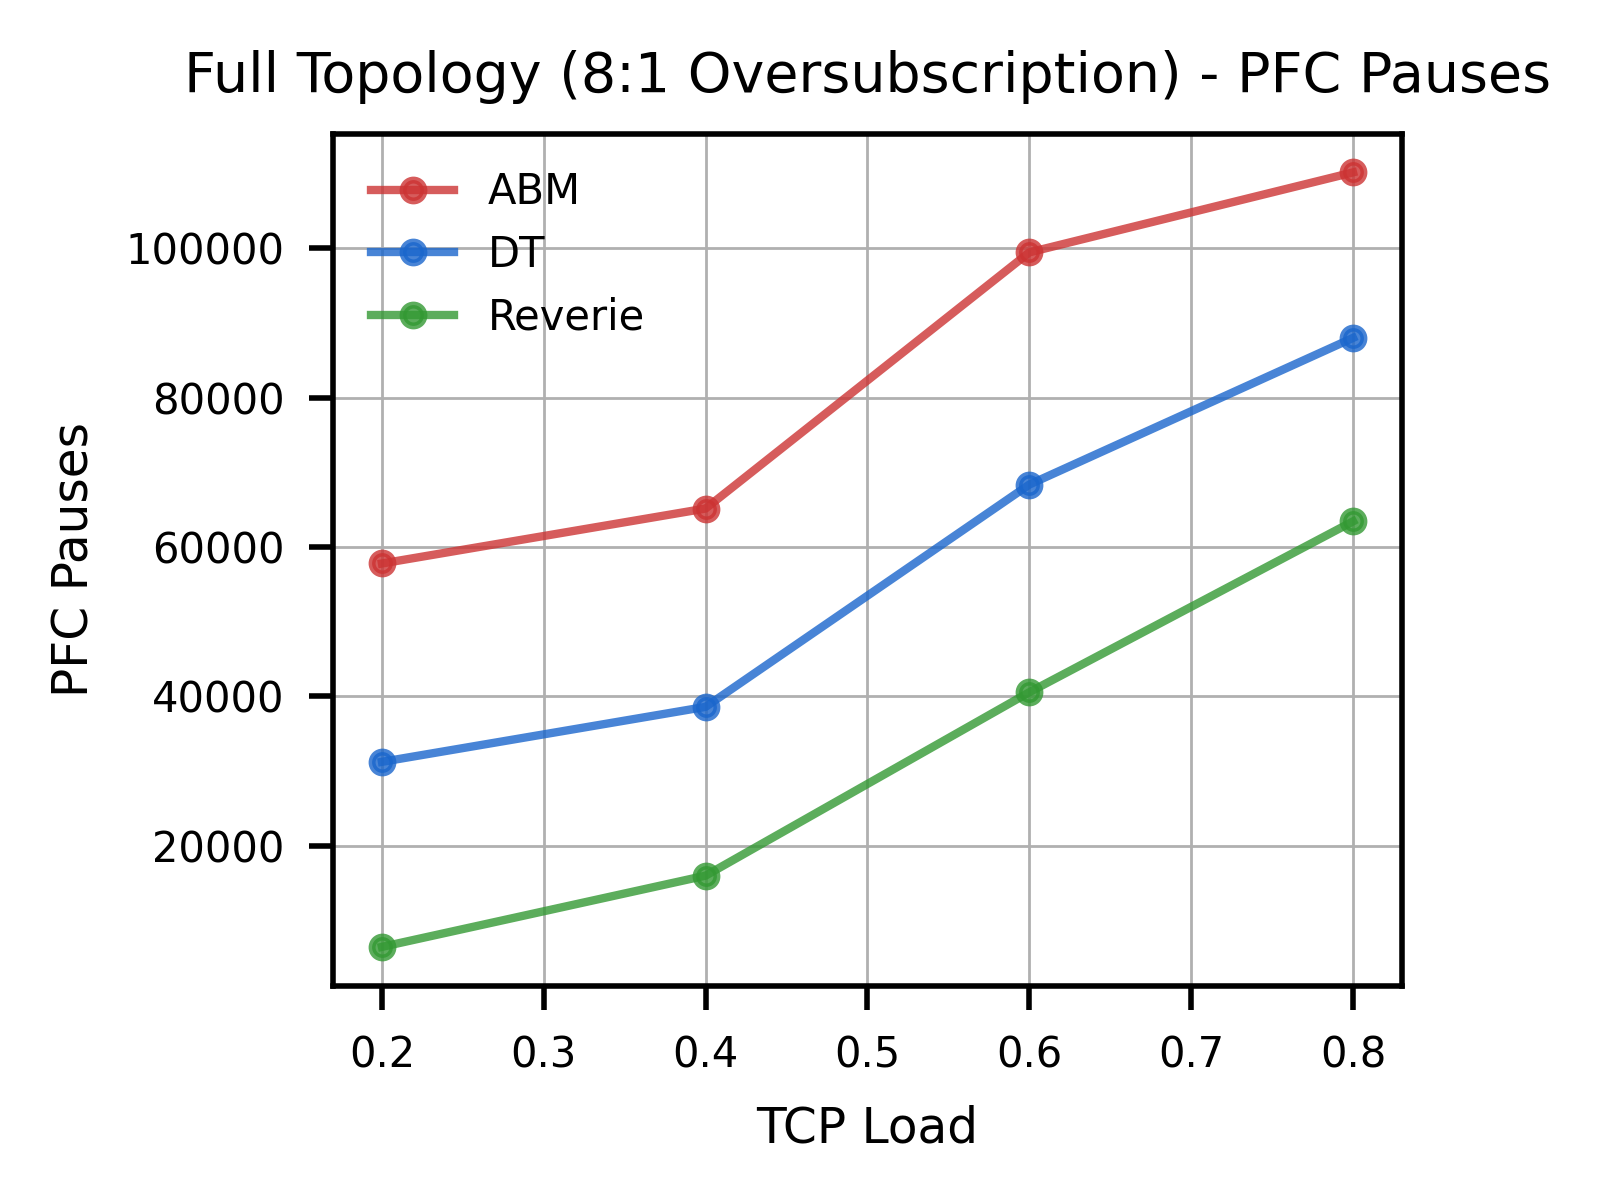 Full Topology (8:1 Oversubscription) - PFC Pauses
ABM
DT
Reverie
PFC Pauses
100000
80000
60000
40000
20000
0.2 0.3 0.4 0.5 0.6 0.7 0.8
TCP Load